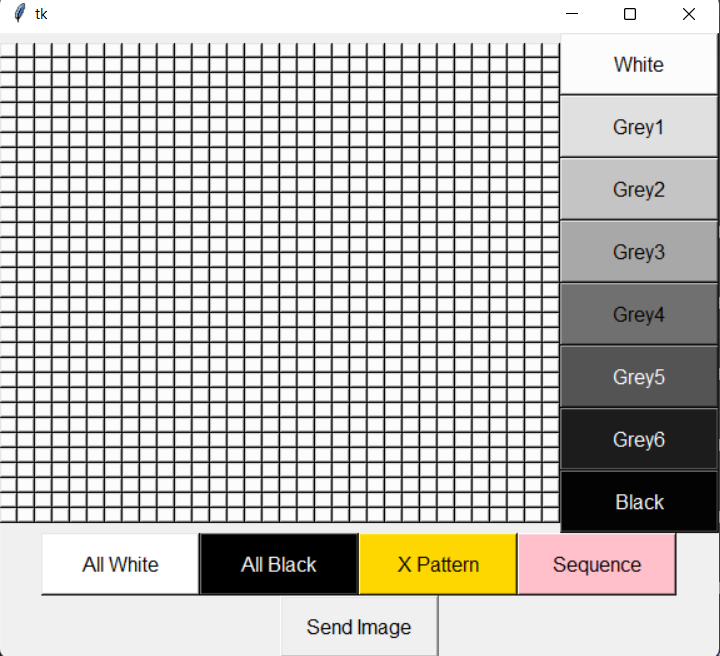 tk
White
Grey1
Grey2
Grey3
Grey4
Grey5
Grey6
Black
All White
All Black
X Pattern
Sequence
Send Image